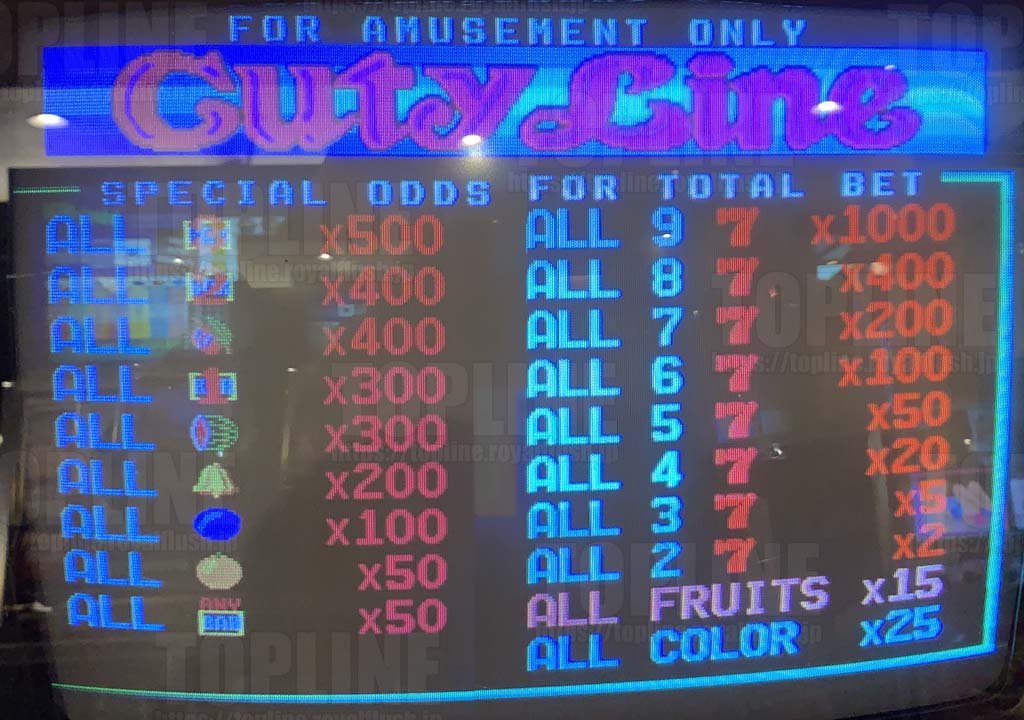 FOR AMUSEMENT ONLY
Cuty Line
SPECIAL ODDS FOR TOTAL BET
ALL x500
ALL x400
ALL x400
ALL x300
ALL x300
ALL x200
ALL x100
ALL x50
ALL ANY BAR x50
ALL 9 7 x1000
ALL 8 7 x400
ALL 7 7 x200
ALL 6 7 x100
ALL 5 7 x50
ALL 4 7 x20
ALL 3 7 x5
ALL 2 7 x2
ALL FRUITS x15
ALL COLOR x25
TOPLINE
https://topline.royalflush.jp